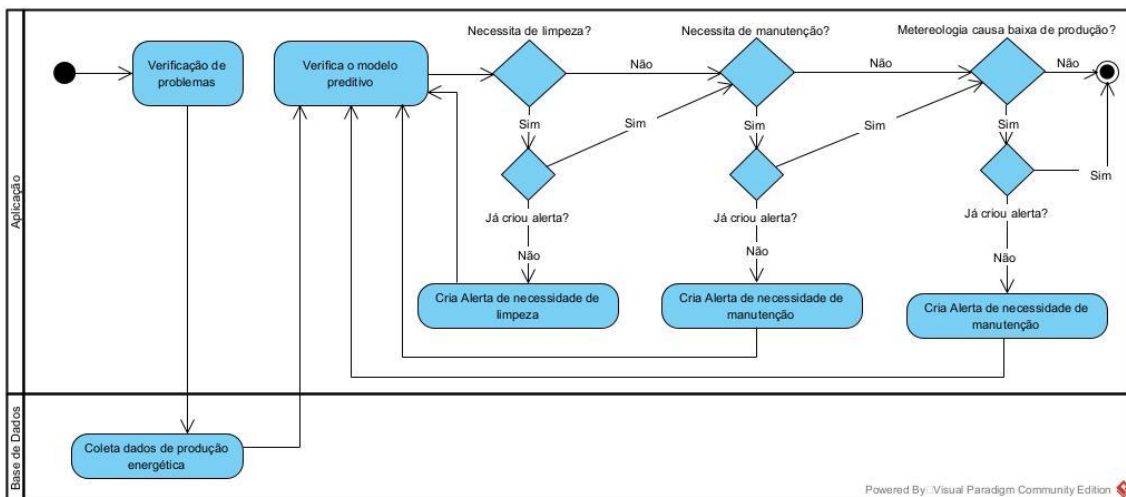 Necessita de limpeza?
Necessita de manutenção?
Metereologia causa baixa de produção?
Verificação de
problemas
Verifica o modelo
preditivo
Não
Não
Não
Sim
Sim
Sim
Sim
Sim
Sim
Já criou alerta?
Já criou alerta?
Já criou alerta?
Não
Não
Não
Cria Alerta de necessidade de
limpeza
Cria Alerta de necessidade de
manutenção
Cria Alerta de necessidade de
manutenção
Aplicação
Base de Dados
Coleta dados de produção
energética
Powered By Visual Paradigm Community Edition